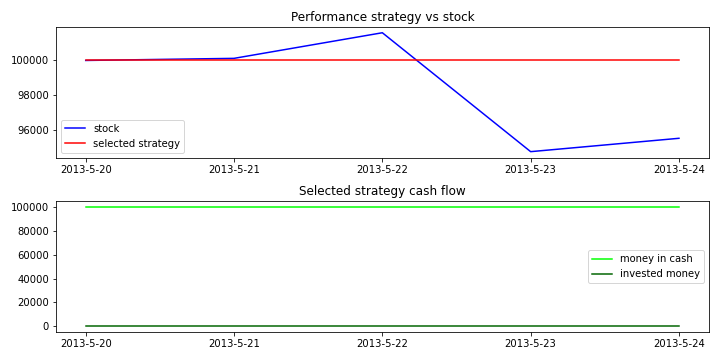 Performance strategy vs stock
100000
98000
96000
stock
selected strategy
2013-5-20 2013-5-21 2013-5-22 2013-5-23 2013-5-24
Selected strategy cash flow
100000
80000
60000
40000
20000
0
money in cash
invested money
2013-5-20 2013-5-21 2013-5-22 2013-5-23 2013-5-24